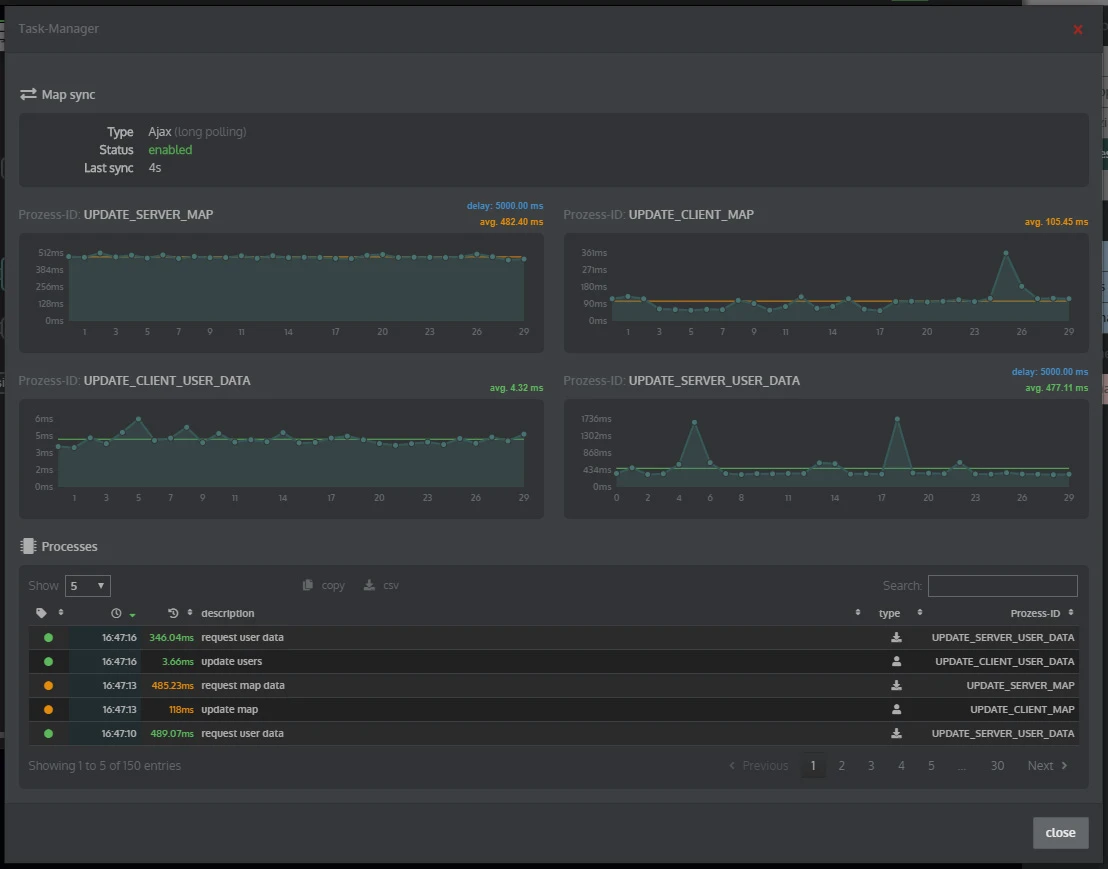 Task-Manager
Map sync
Type Ajax (long polling)
Status enabled
Last sync 4s
Prozess-ID: UPDATE_SERVER_MAP
delay: 5000.00 ms
avg. 482.40 ms
512ms
384ms
256ms
128ms
0ms
1 3 5 7 9 11 14 17 20 23 26 29
Prozess-ID: UPDATE_CLIENT_MAP
avg. 105.45 ms
361ms
271ms
180ms
90ms
0ms
1 3 5 7 9 11 14 17 20 23 26 29
Prozess-ID: UPDATE_CLIENT_USER_DATA
avg. 4.32 ms
6ms
5ms
3ms
2ms
0ms
1 3 5 7 9 11 14 17 20 23 26 29
Prozess-ID: UPDATE_SERVER_USER_DATA
delay: 5000.00 ms
avg. 477.11 ms
1736ms
1302ms
868ms
434ms
0ms
0 2 4 6 8 11 14 17 20 23 26 29
Processes
Show 5 copy csv Search:
description type Prozess-ID
16:47:16 346.04ms request user data UPDATE_SERVER_USER_DATA
16:47:16 3.66ms update users UPDATE_CLIENT_USER_DATA
16:47:13 485.23ms request map data UPDATE_SERVER_MAP
16:47:13 118ms update map UPDATE_CLIENT_MAP
16:47:10 489.07ms request user data UPDATE_SERVER_USER_DATA
Showing 1 to 5 of 150 entries
Previous 1 2 3 4 5 ... 30 Next
close